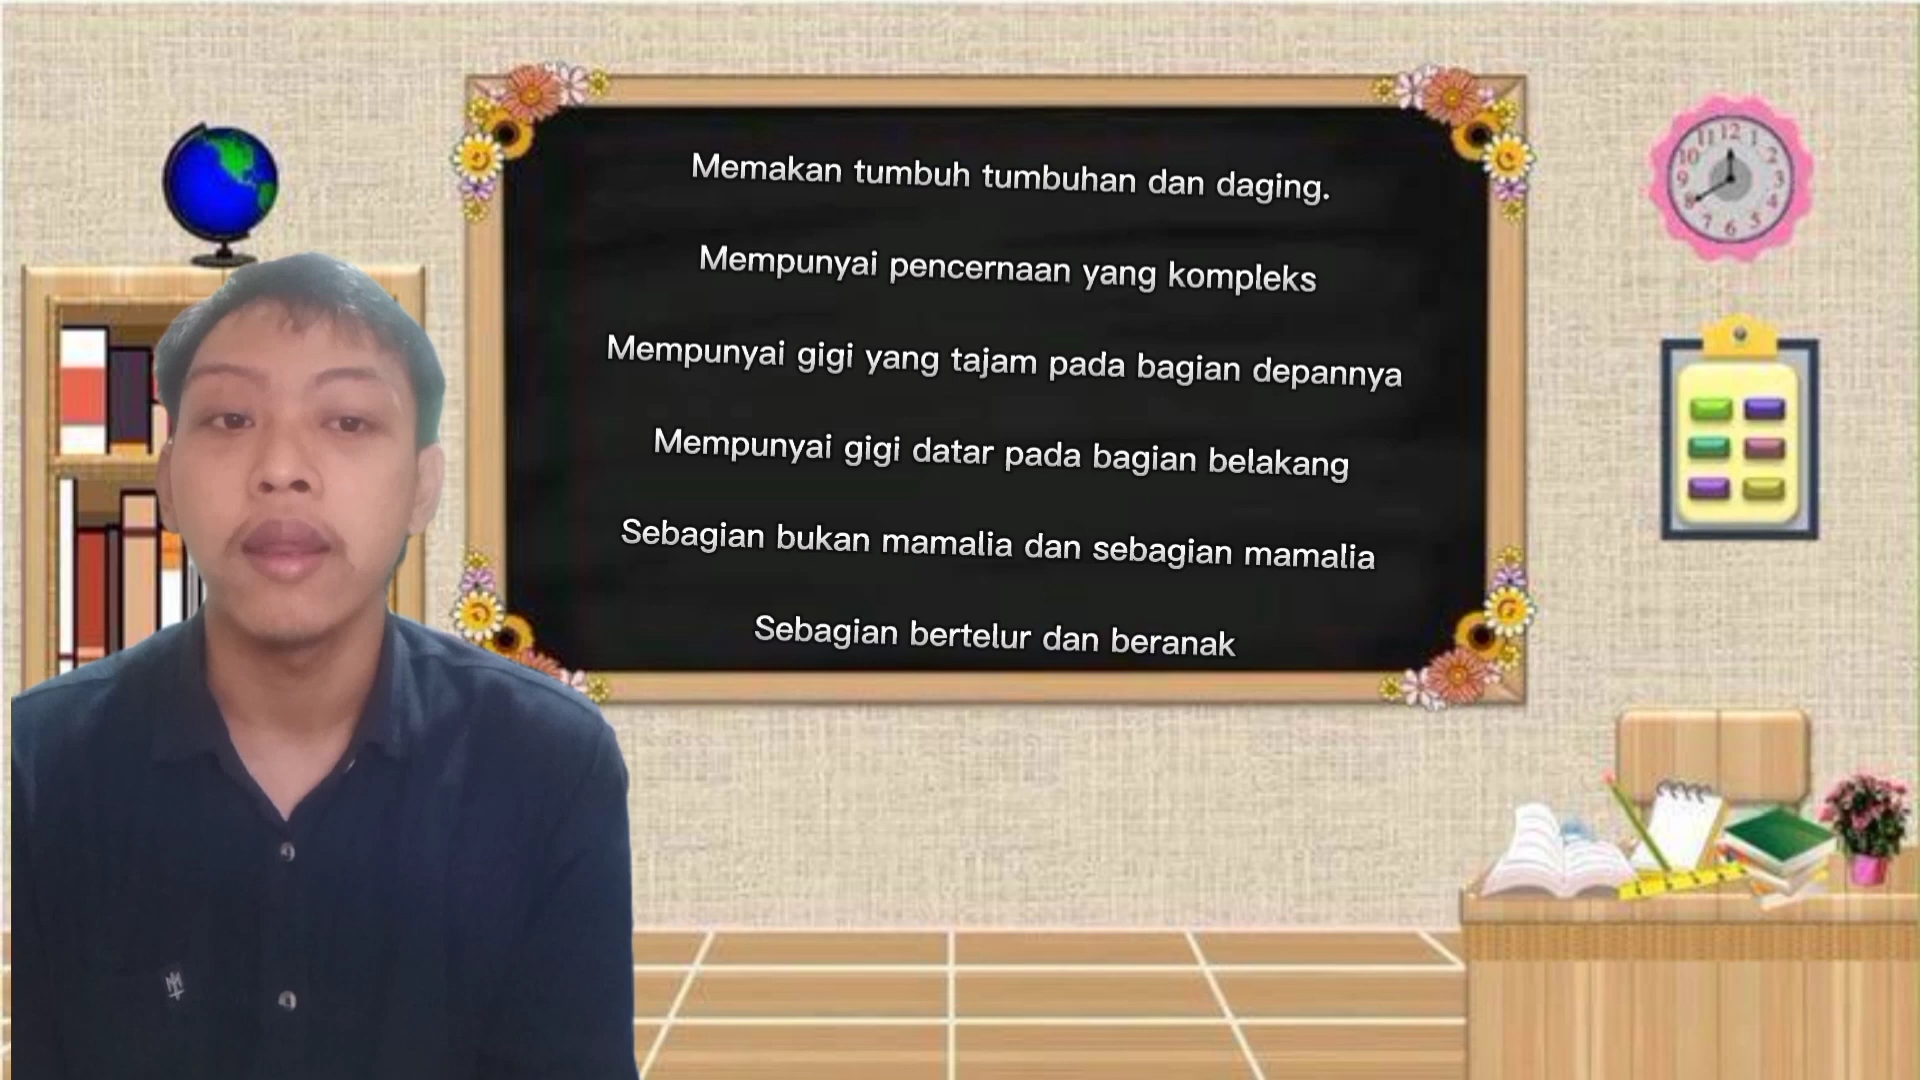 Memakan tumbuh tumbuhan dan daging.
Mempunyai pencernaan yang kompleks
Mempunyai gigi yang tajam pada bagian depannya
Mempunyai gigi datar pada bagian belakang
Sebagian bukan mamalia dan sebagian mamalia
Sebagian bertelur dan beranak